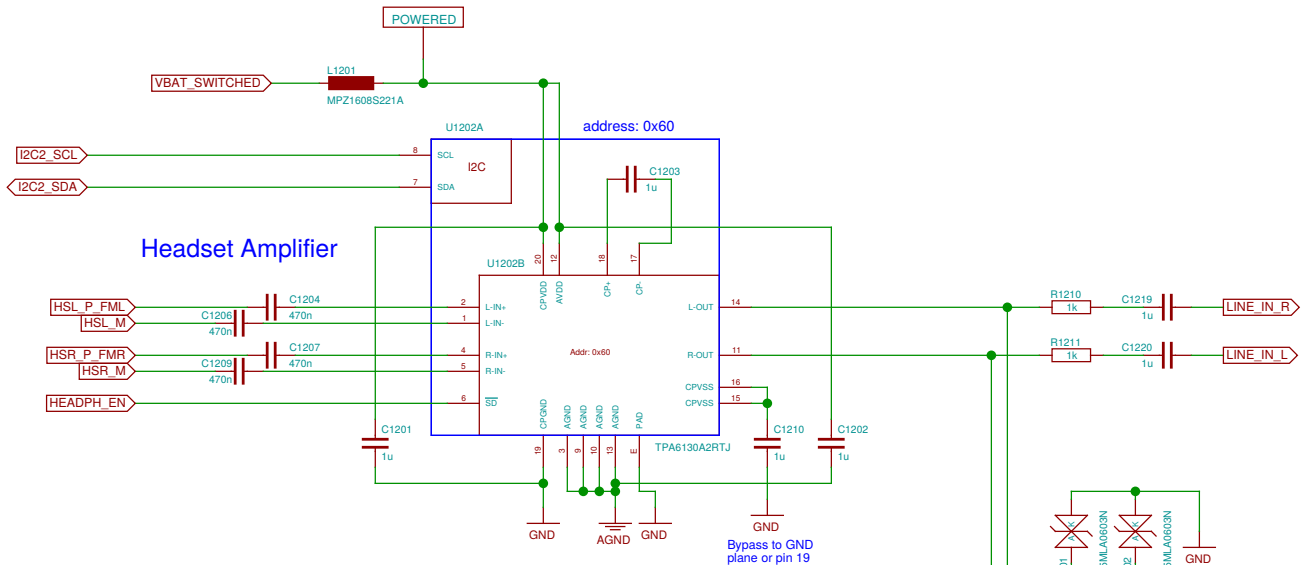 POWERED
L1201
VBAT_SWITCHED
MPZ1608S221A
U1202A
address: 0x60
I2C2_SCL
8
SCL
I2C
I2C2_SDA
7
SDA
C1203
1u
Headset Amplifier
U1202B
20
12
18
17
CPVDD
AVDD
CP+
CP-
HSL_P_FML
C1204
470n
2
L-IN+
L-OUT
14
R1210
1k
C1219
1u
LINE_IN_R
HSL_M
C1206
470n
1
L-IN-
HSR_P_FMR
C1207
470n
4
R-IN+
Addr: 0x60
R-OUT
11
R1211
1k
C1220
1u
LINE_IN_L
HSR_M
C1209
470n
5
R-IN-
CPVSS
16
HEADPH_EN
6
SD
CPVSS
15
CPGND
AGND
AGND
AGND
AGND
PAD
C1201
1u
19
3
9
10
13
E
TPA6130A2RTJ
C1210
1u
C1202
1u
GND
AGND
GND
GND
Bypass to GND
plane or pin 19
A
K
MLA0603N
A
K
MLA0603N
GND